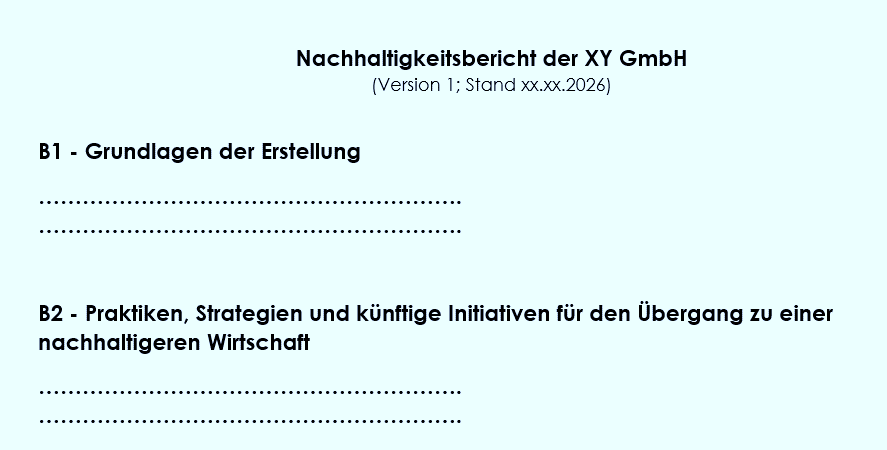 Nachhaltigkeitsbericht der XY GmbH
(Version 1; Stand xx.xx.2026)
B1 - Grundlagen der Erstellung
……………………………………………………….
……………………………………………………….
B2 - Praktiken, Strategien und künftige Initiativen für den Übergang zu einer
nachhaltigeren Wirtschaft
……………………………………………………….
……………………………………………………….